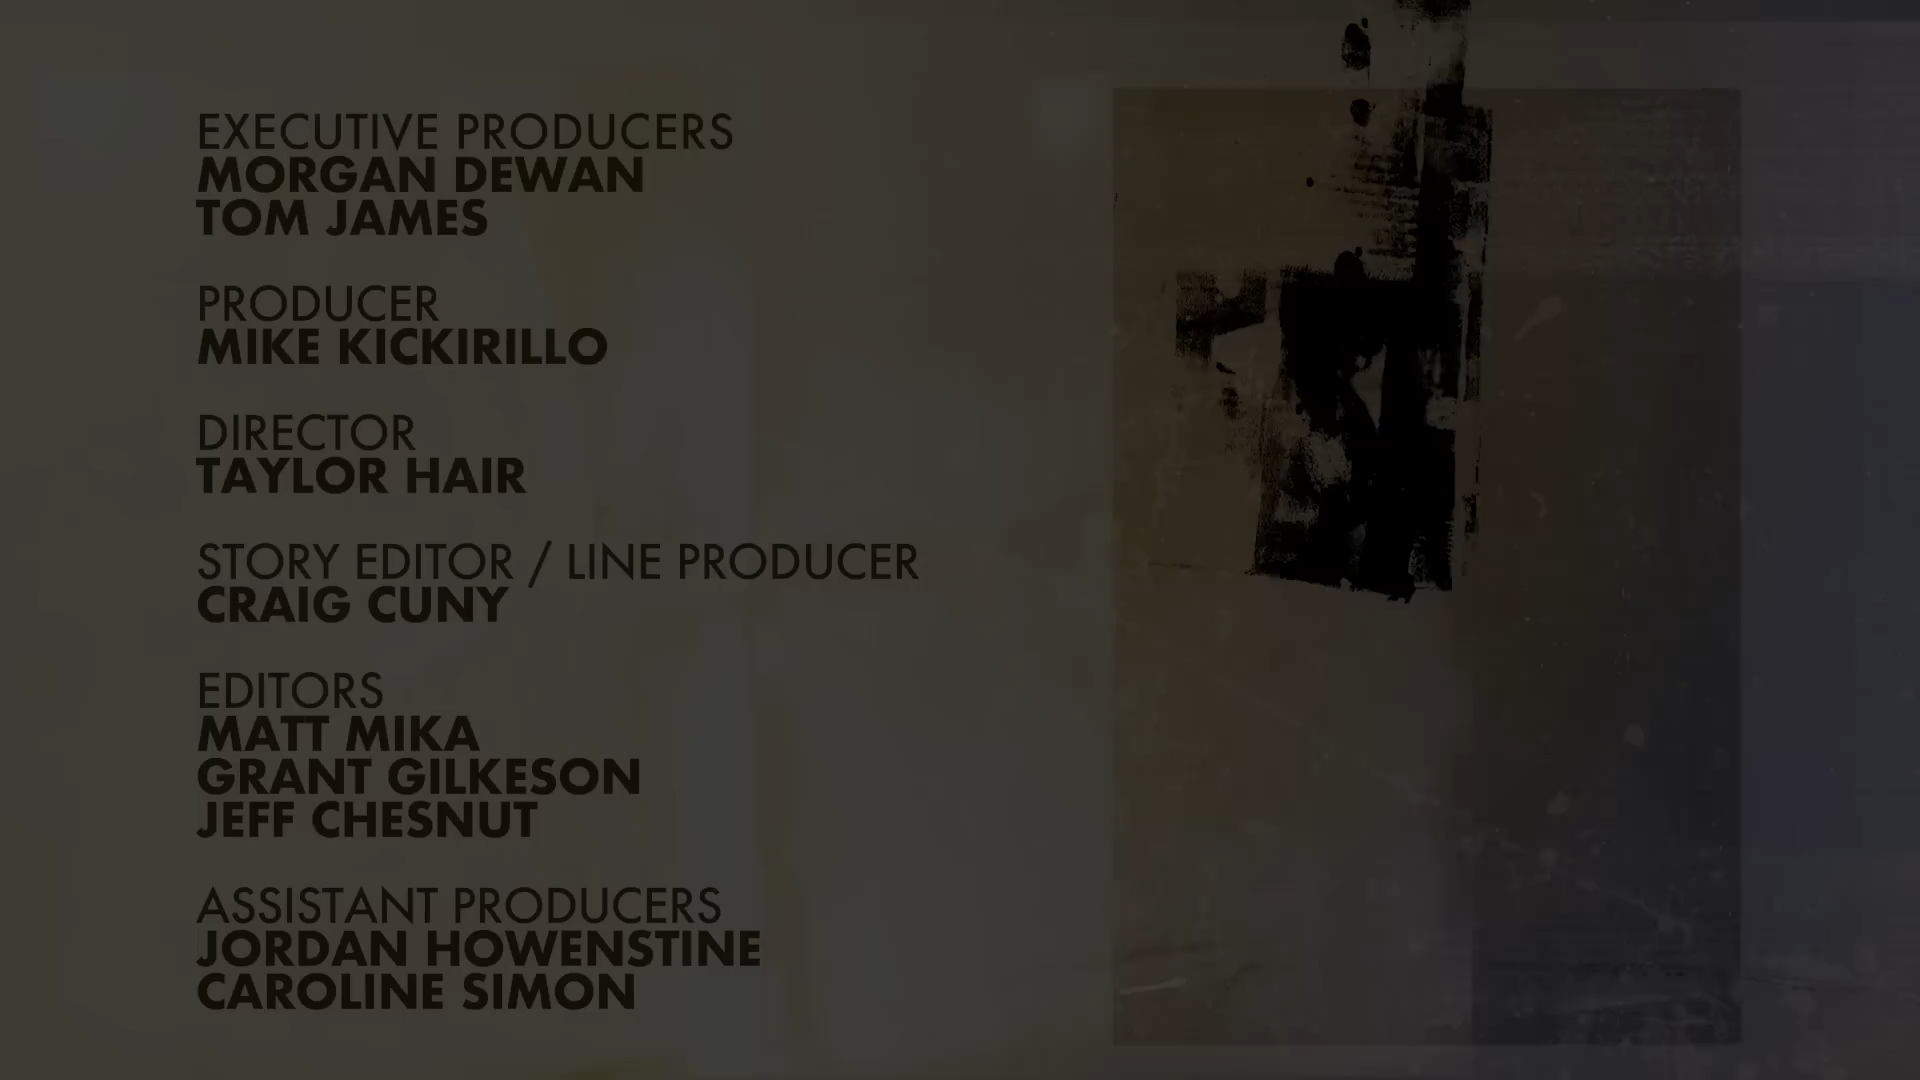 EXECUTIVE PRODUCERS
MORGAN DEWAN
TOM JAMES
PRODUCER
MIKE KICKIRILLO
DIRECTOR
TAYLOR HAIR
STORY EDITOR / LINE PRODUCER
CRAIG CUNY
EDITORS
MATT MIKA
GRANT GILKESON
JEFF CHESNUT
ASSISTANT PRODUCERS
JORDAN HOWENSTINE
CAROLINE SIMON